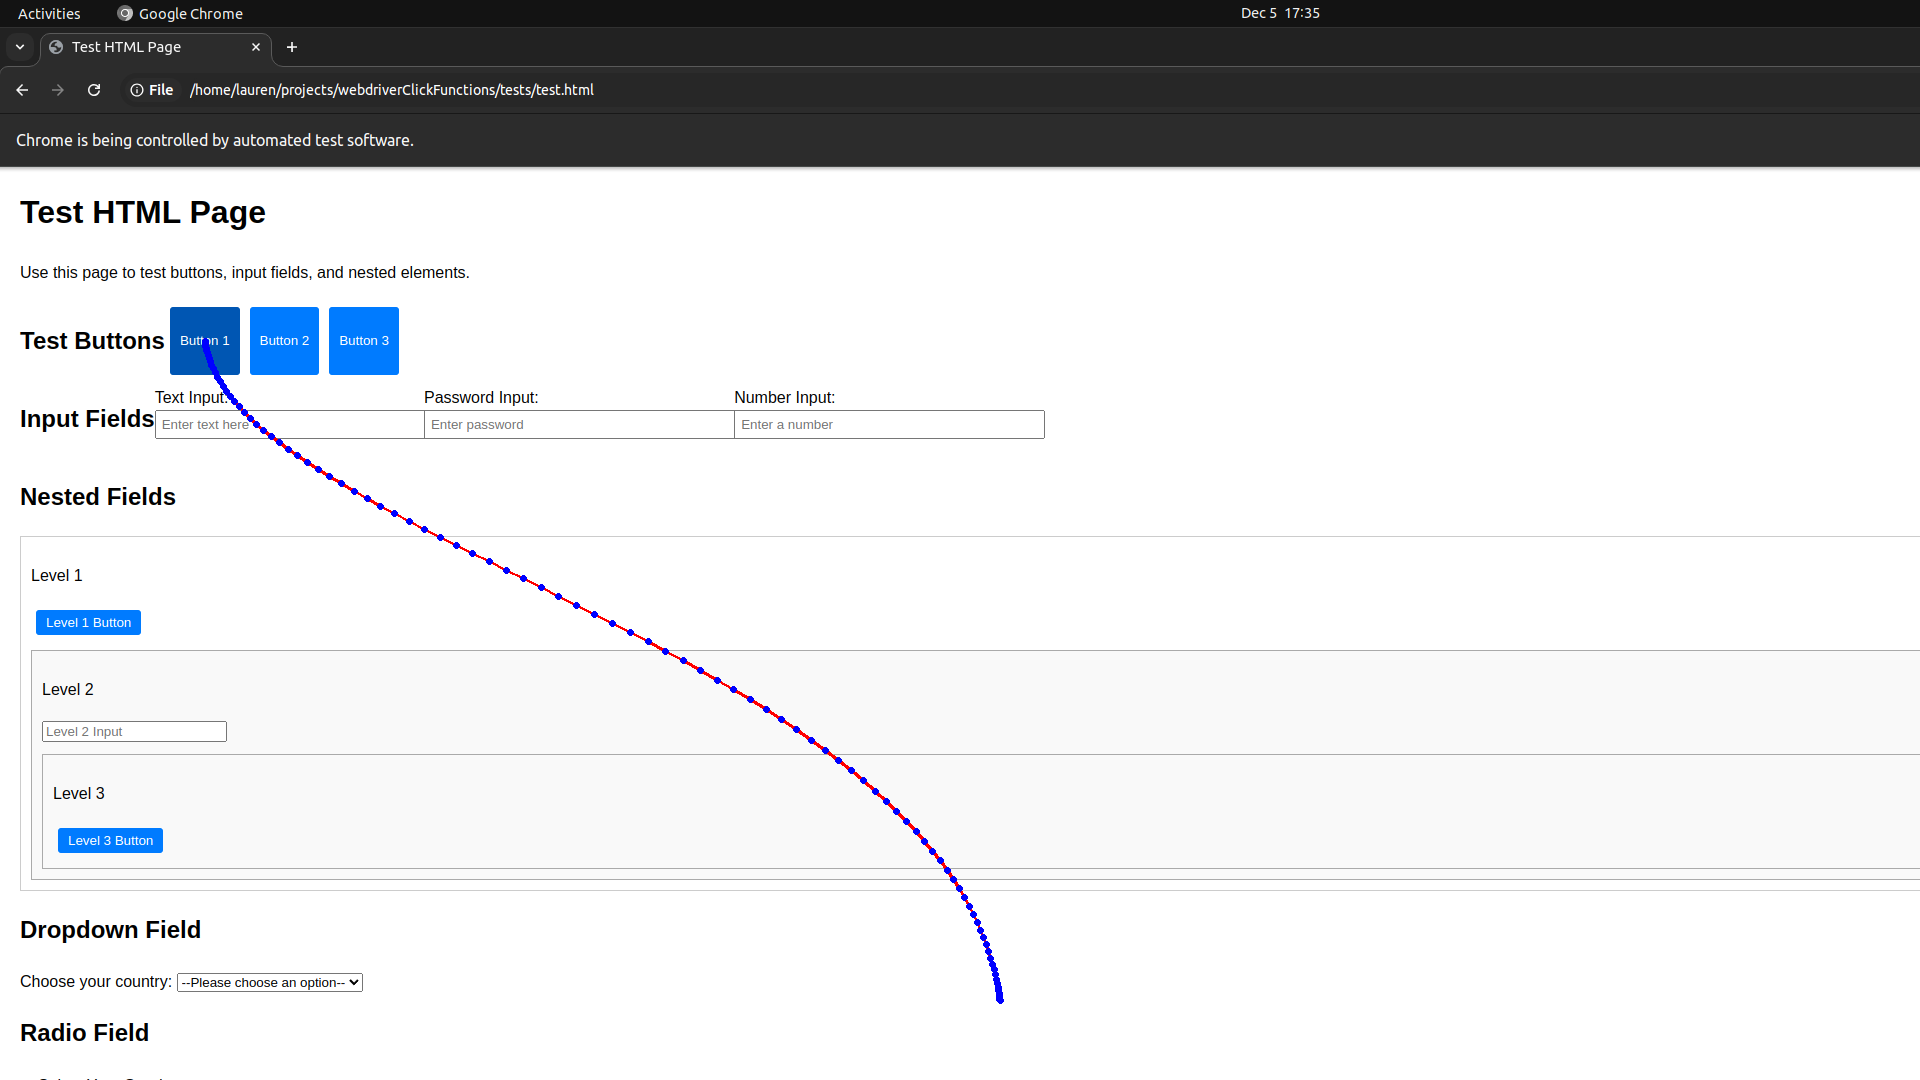 Activities Google Chrome Dec 5 17:35
Test HTML Page
File /home/lauren/projects/webdriverClickFunctions/tests/test.html
Chrome is being controlled by automated test software.
Test HTML Page
Use this page to test buttons, input fields, and nested elements.
Test Buttons Button 1 Button 2 Button 3
Text Input: Password Input: Number Input:
Input Fields Enter text here Enter password Enter a number
Nested Fields
Level 1
Level 1 Button
Level 2
Level 2 Input
Level 3
Level 3 Button
Dropdown Field
Choose your country: --Please choose an option--
Radio Field